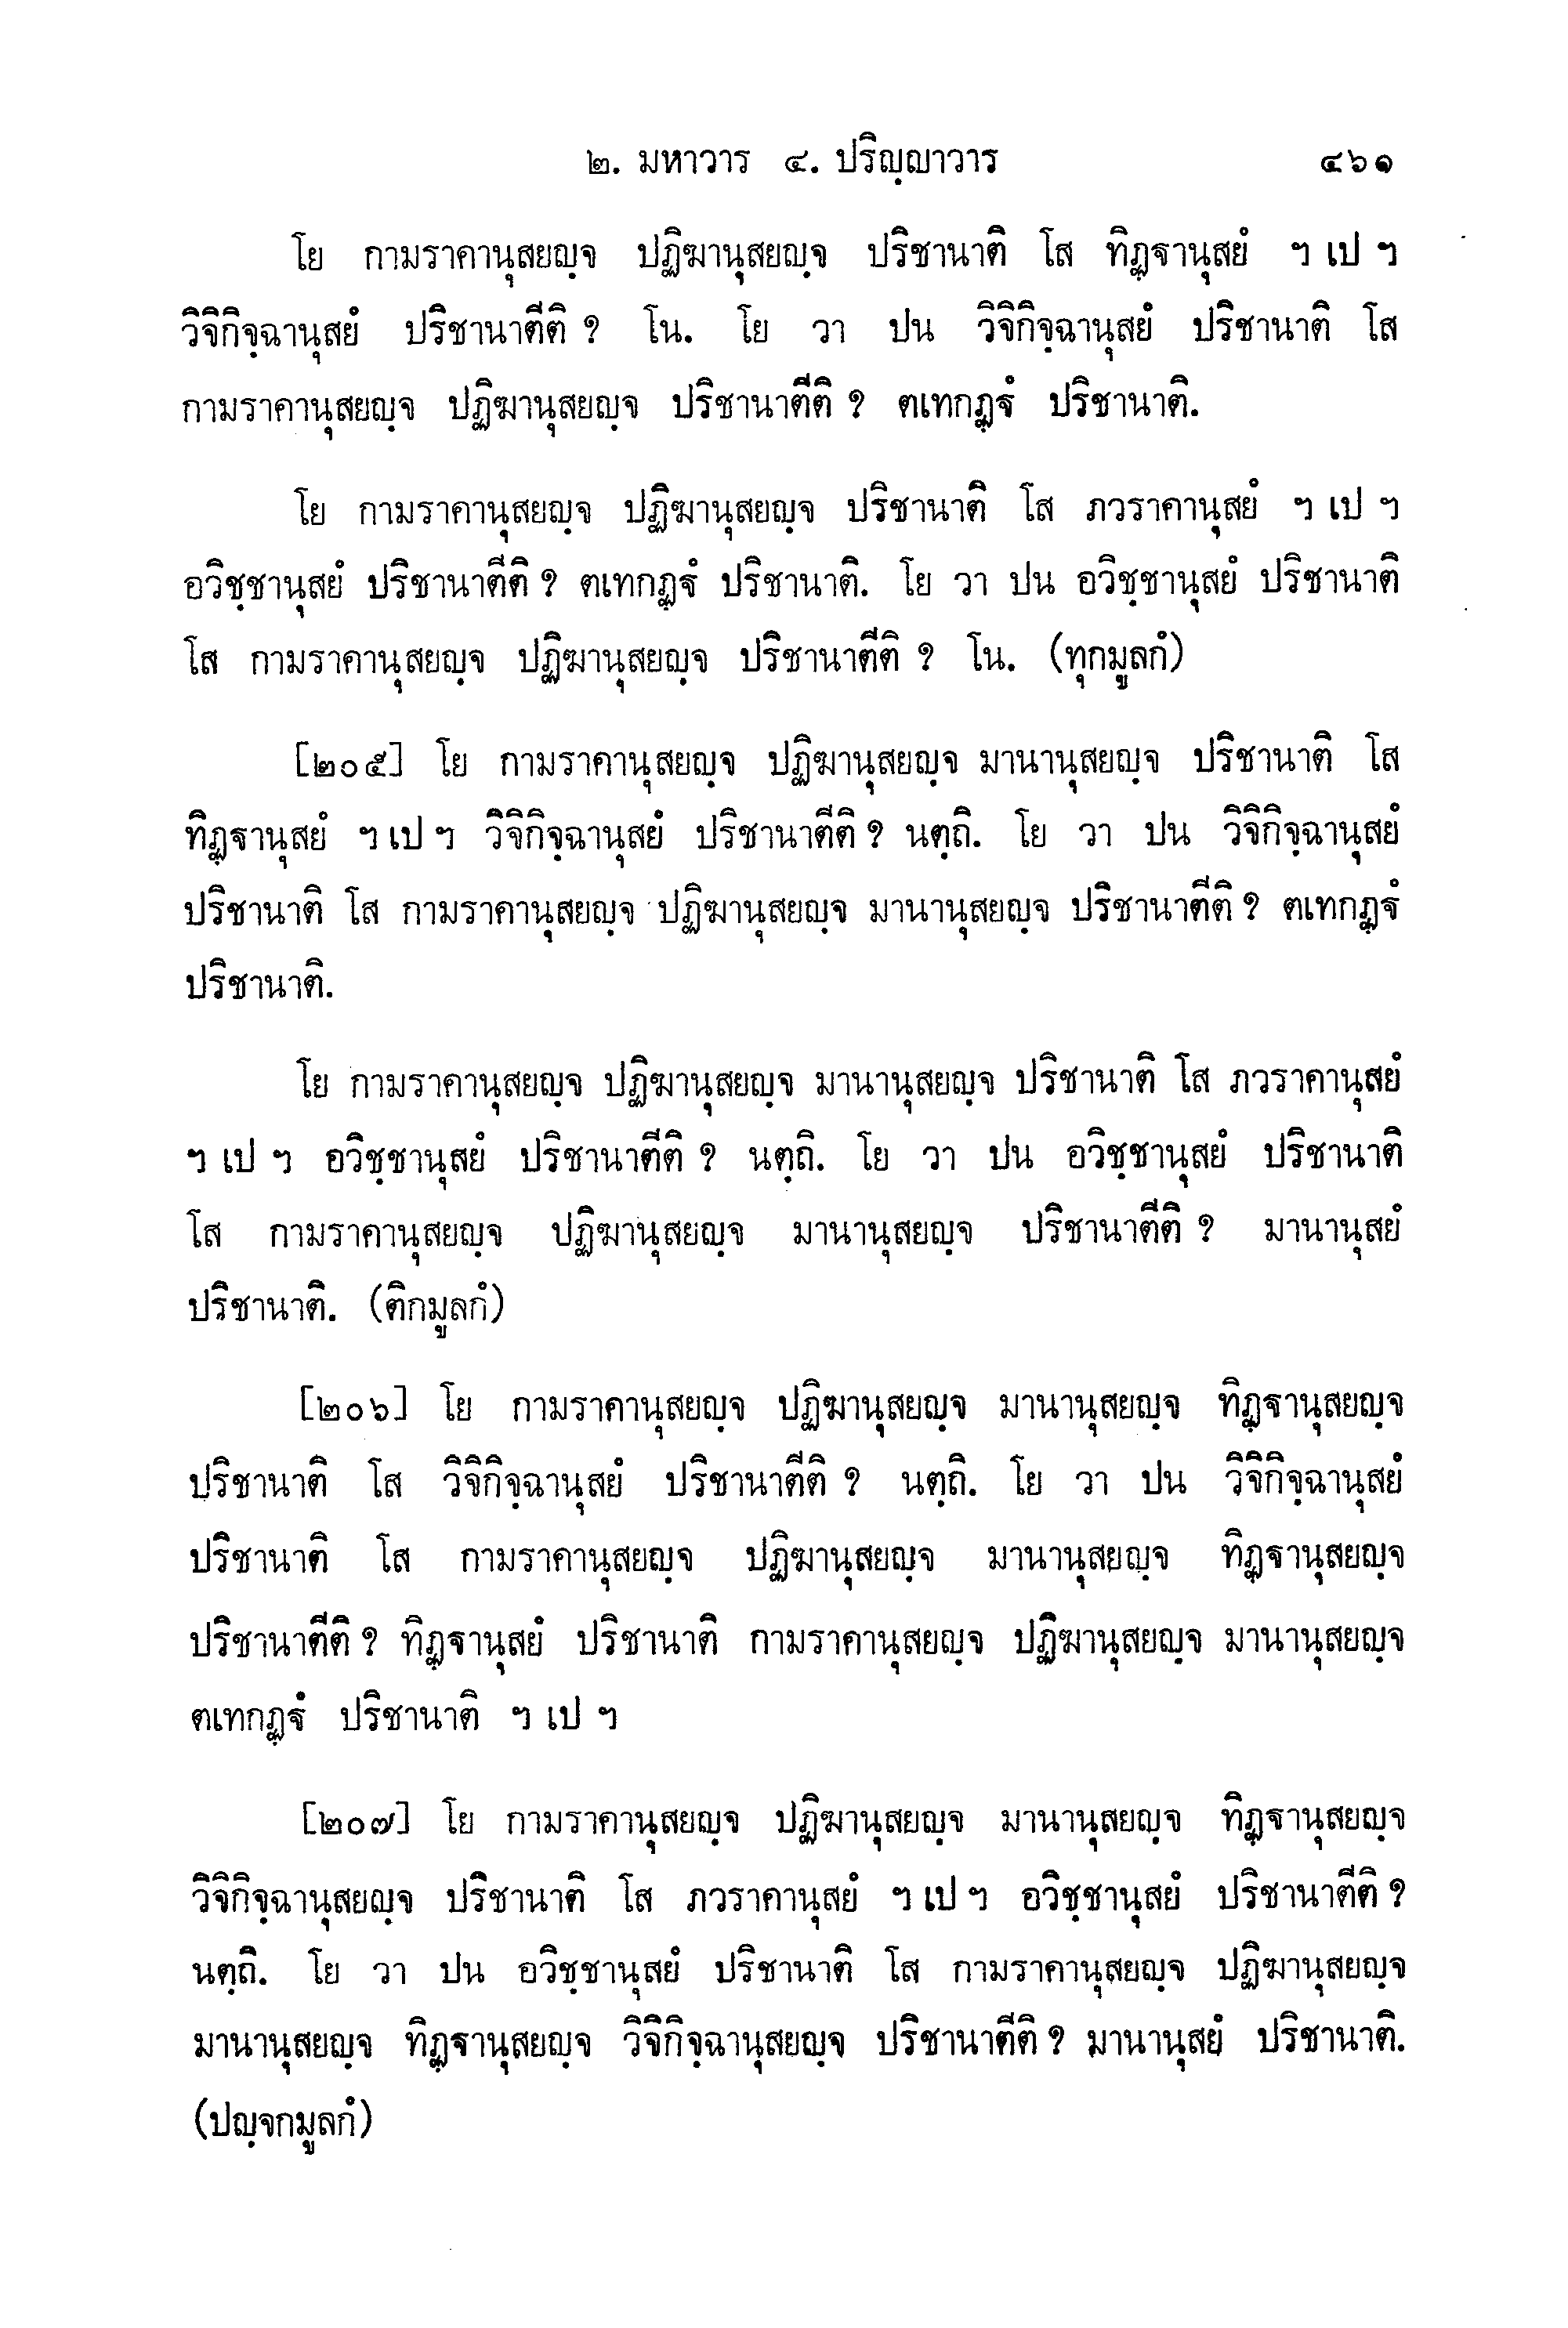 ๒. มหาวาร ๔. ปริญฺญาวาร ๔๖๑
โย กามราคานุสยญฺจ ปฏิฆานุสยญฺจ ปริชานาติ โส ทิฏฺฐานุสยํ ฯ เป ฯ
วิจิกิจฺฉานุสยํ ปริชานาตีติ ? โน. โย วา ปน วิจิกิจฺฉานุสยํ ปริชานาติ โส
กามราคานุสยญฺจ ปฏิฆานุสยญฺจ ปริชานาตีติ ? ตเทกฏฺฐํ ปริชานาติ.
โย กามราคานุสยญฺจ ปฏิฆานุสยญฺจ ปริชานาติ โส ภวราคานุสยํ ฯ เป ฯ
อวิชฺชานุสยํ ปริชานาตีติ ? ตเทกฏฺฐํ ปริชานาติ. โย วา ปน อวิชฺชานุสยํ ปริชานาติ
โส กามราคานุสยญฺจ ปฏิฆานุสยญฺจ ปริชานาตีติ ? โน. (ทุกมูลกํ)
[๒๐๕] โย กามราคานุสยญฺจ ปฏิฆานุสยญฺจ มานานุสยญฺจ ปริชานาติ โส
ทิฏฺฐานุสยํ ฯ เป ฯ วิจิกิจฺฉานุสยํ ปริชานาตีติ ? นตฺถิ. โย วา ปน วิจิกิจฺฉานุสยํ
ปริชานาติ โส กามราคานุสยญฺจ ปฏิฆานุสยญฺจ มานานุสยญฺจ ปริชานาตีติ ? ตเทกฏฺฐํ
ปริชานาติ.
โย กามราคานุสยญฺจ ปฏิฆานุสยญฺจ มานานุสยญฺจ ปริชานาติ โส ภวราคานุสยํ
ฯ เป ฯ อวิชฺชานุสยํ ปริชานาตีติ ? นตฺถิ. โย วา ปน อวิชฺชานุสยํ ปริชานาติ
โส กามราคานุสยญฺจ ปฏิฆานุสยญฺจ มานานุสยญฺจ ปริชานาตีติ ? มานานุสยํ
ปริชานาติ. (ติกมูลกํ)
[๒๐๖] โย กามราคานุสยญฺจ ปฏิฆานุสยญฺจ มานานุสยญฺจ ทิฏฺฐานุสยญฺจ
ปริชานาติ โส วิจิกิจฺฉานุสยํ ปริชานาตีติ ? นตฺถิ. โย วา ปน วิจิกิจฺฉานุสยํ
ปริชานาติ โส กามราคานุสยญฺจ ปฏิฆานุสยญฺจ มานานุสยญฺจ ทิฏฺฐานุสยญฺจ
ปริชานาตีติ ? ทิฏฺฐานุสยํ ปริชานาติ กามราคานุสยญฺจ ปฏิฆานุสยญฺจ มานานุสยญฺจ
ตเทกฏฺฐํ ปริชานาติ ฯ เป ฯ
[๒๐๗] โย กามราคานุสยญฺจ ปฏิฆานุสยญฺจ มานานุสยญฺจ ทิฏฺฐานุสยญฺจ
วิจิกิจฺฉานุสยญฺจ ปริชานาติ โส ภวราคานุสยํ ฯ เป ฯ อวิชฺชานุสยํ ปริชานาตีติ ?
นตฺถิ. โย วา ปน อวิชฺชานุสยํ ปริชานาติ โส กามราคานุสยญฺจ ปฏิฆานุสยญฺจ
มานานุสยญฺจ ทิฏฺฐานุสยญฺจ วิจิกิจฺฉานุสยญฺจ ปริชานาตีติ ? มานานุสยํ ปริชานาติ.
(ปญฺจกมูลกํ)